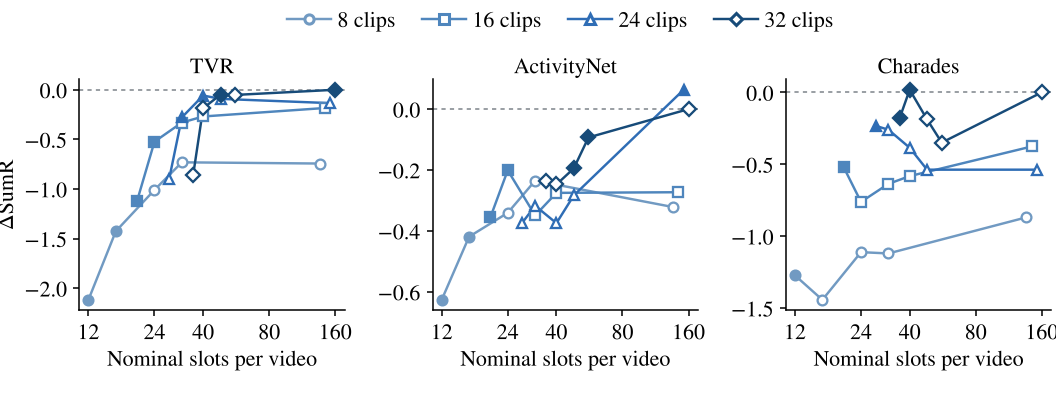 8 clips 16 clips 24 clips 32 clips
TVR ActivityNet Charades
ΔSumR
0.0
−0.5
−1.0
−1.5
−2.0
12 24 40 80 160
Nominal slots per video
0.0
−0.2
−0.4
−0.6
12 24 40 80 160
Nominal slots per video
0.0
−0.5
−1.0
−1.5
12 24 40 80 160
Nominal slots per video